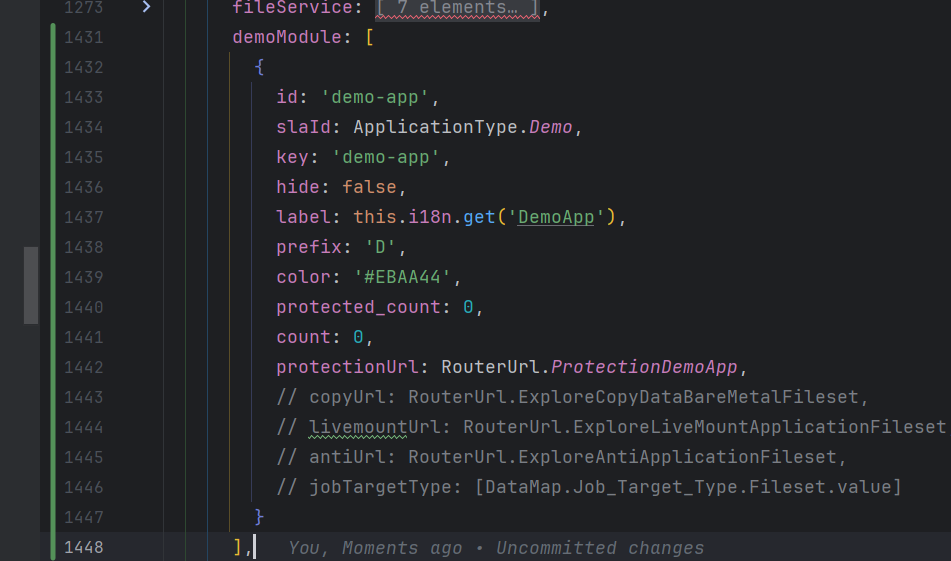 1273 fileService: [ 7 elements… ],
1431 demoModule: [
1432 {
1433 id: 'demo-app',
1434 slaId: ApplicationType.Demo,
1435 key: 'demo-app',
1436 hide: false,
1437 label: this.i18n.get('DemoApp'),
1438 prefix: 'D',
1439 color: '#EBAA44',
1440 protected_count: 0,
1441 count: 0,
1442 protectionUrl: RouterUrl.ProtectionDemoApp,
1443 // copyUrl: RouterUrl.ExploreCopyDataBareMetalFileset,
1444 // livemountUrl: RouterUrl.ExploreLiveMountApplicationFileset
1445 // antiUrl: RouterUrl.ExploreAntiApplicationFileset,
1446 // jobTargetType: [DataMap.Job_Target_Type.Fileset.value]
1447 }
1448 ], You, Moments ago • Uncommitted changes